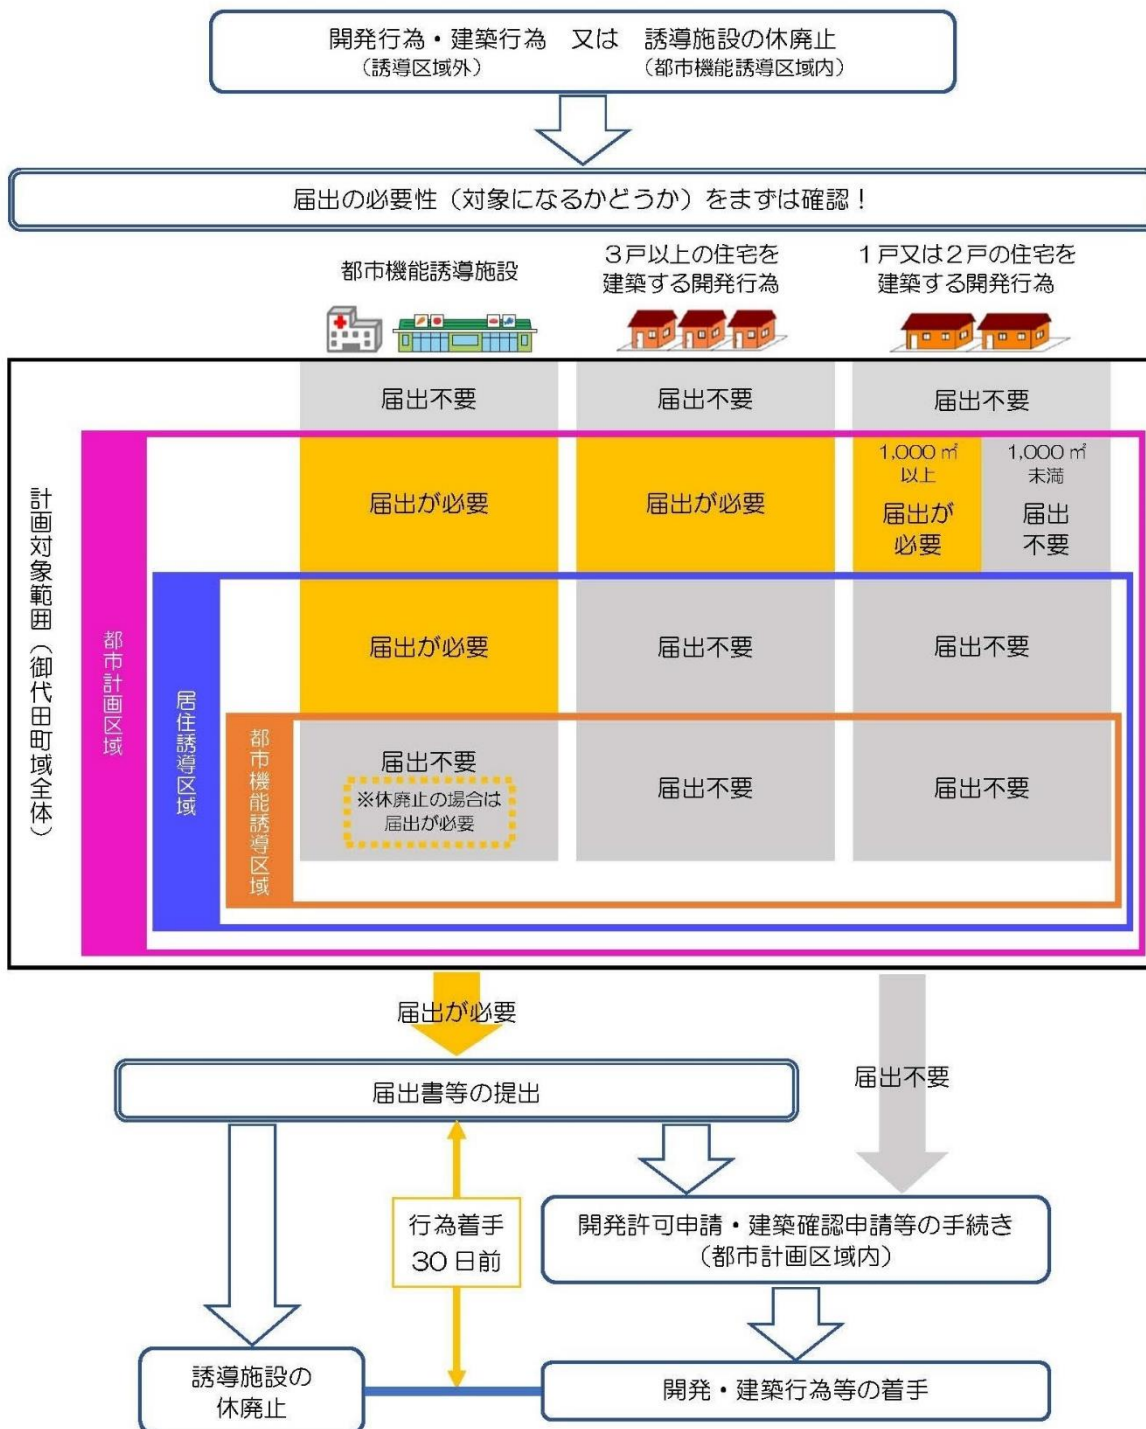 開発行為・建築行為 又は 誘導施設の休廃止
（誘導区域外） （都市機能誘導区域内）
届出の必要性（対象になるかどうか）をまずは確認！
都市機能誘導施設
３戸以上の住宅を
建築する開発行為
１戸又は２戸の住宅を
建築する開発行為
計画対象範囲（御代田町域全体）
届出不要
届出不要
届出不要
都市計画区域
届出が必要
届出が必要
1,000 ㎡
以上
届出が
必要
1,000 ㎡
未満
届出
不要
居住誘導区域
届出が必要
届出不要
届出不要
都市機能誘導区域
届出不要
※休廃止の場合は
届出が必要
届出不要
届出不要
届出が必要
届出不要
届出書等の提出
行為着手
30 日前
開発許可申請・建築確認申請等の手続き
（都市計画区域内）
誘導施設の
休廃止
開発・建築行為等の着手